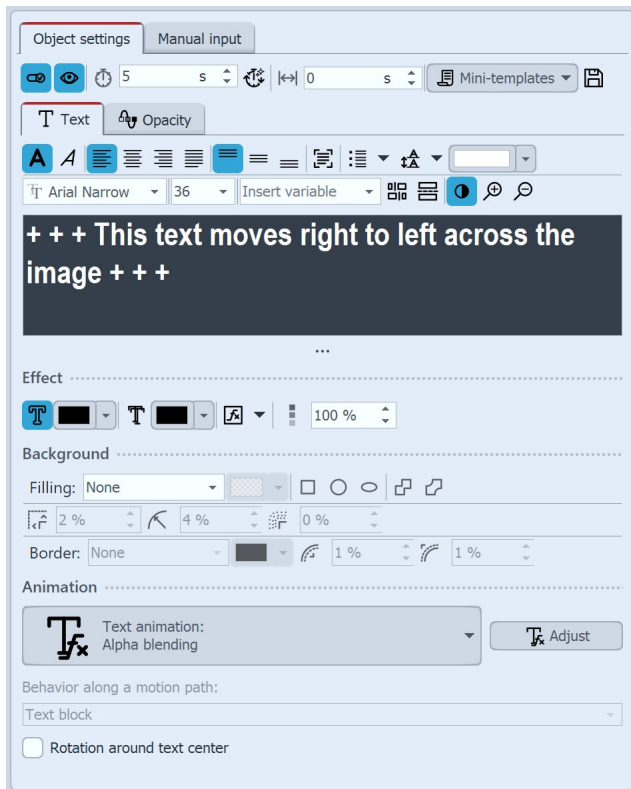 Object settings Manual input
5 s 0 s Mini-templates
T Text Opacity
A A
Arial Narrow 36 Insert variable
+ + + This text moves right to left across the
image + + +
...
Effect
100 %
Background
Filling: None
2 % 4 % 0 %
Border: None 1 % 1 %
Animation
Text animation:
Alpha blending
Adjust
Behavior along a motion path:
Text block
Rotation around text center